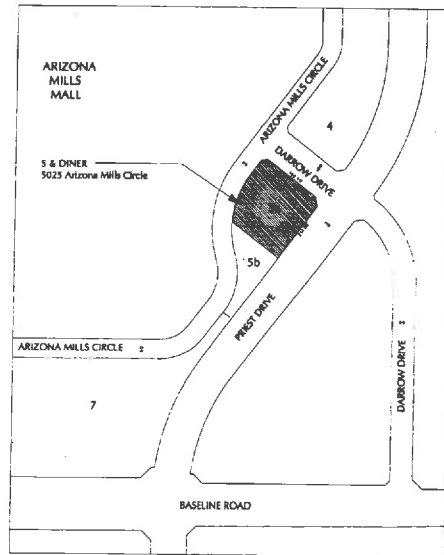 ARIZONA
MILLS
MALL
ARIZONA MILLS CIRCLE
4
DARROW DRIVE
5 & DINER
5025 Arizona Mills Circle
5b
PRIEST DRIVE
ARIZONA MILLS CIRCLE
DARROW DRIVE
7
BASELINE ROAD